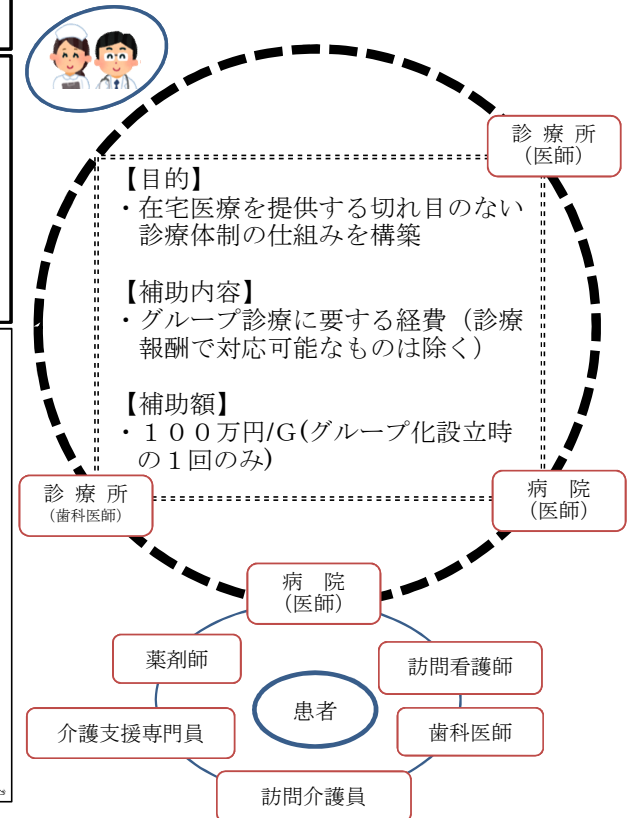 診 療 所
（医師）
【目的】
・在宅医療を提供する切れ目のない
診療体制の仕組みを構築
【補助内容】
・グループ診療に要する経費（診療
報酬で対応可能なものは除く）
【補助額】
・１００万円/G(グループ化設立時
の１回のみ)
診 療 所
（歯科医師）
病　院
（医師）
病　院
（医師）
薬剤師
訪問看護師
患者
介護支援専門員
歯科医師
訪問介護員